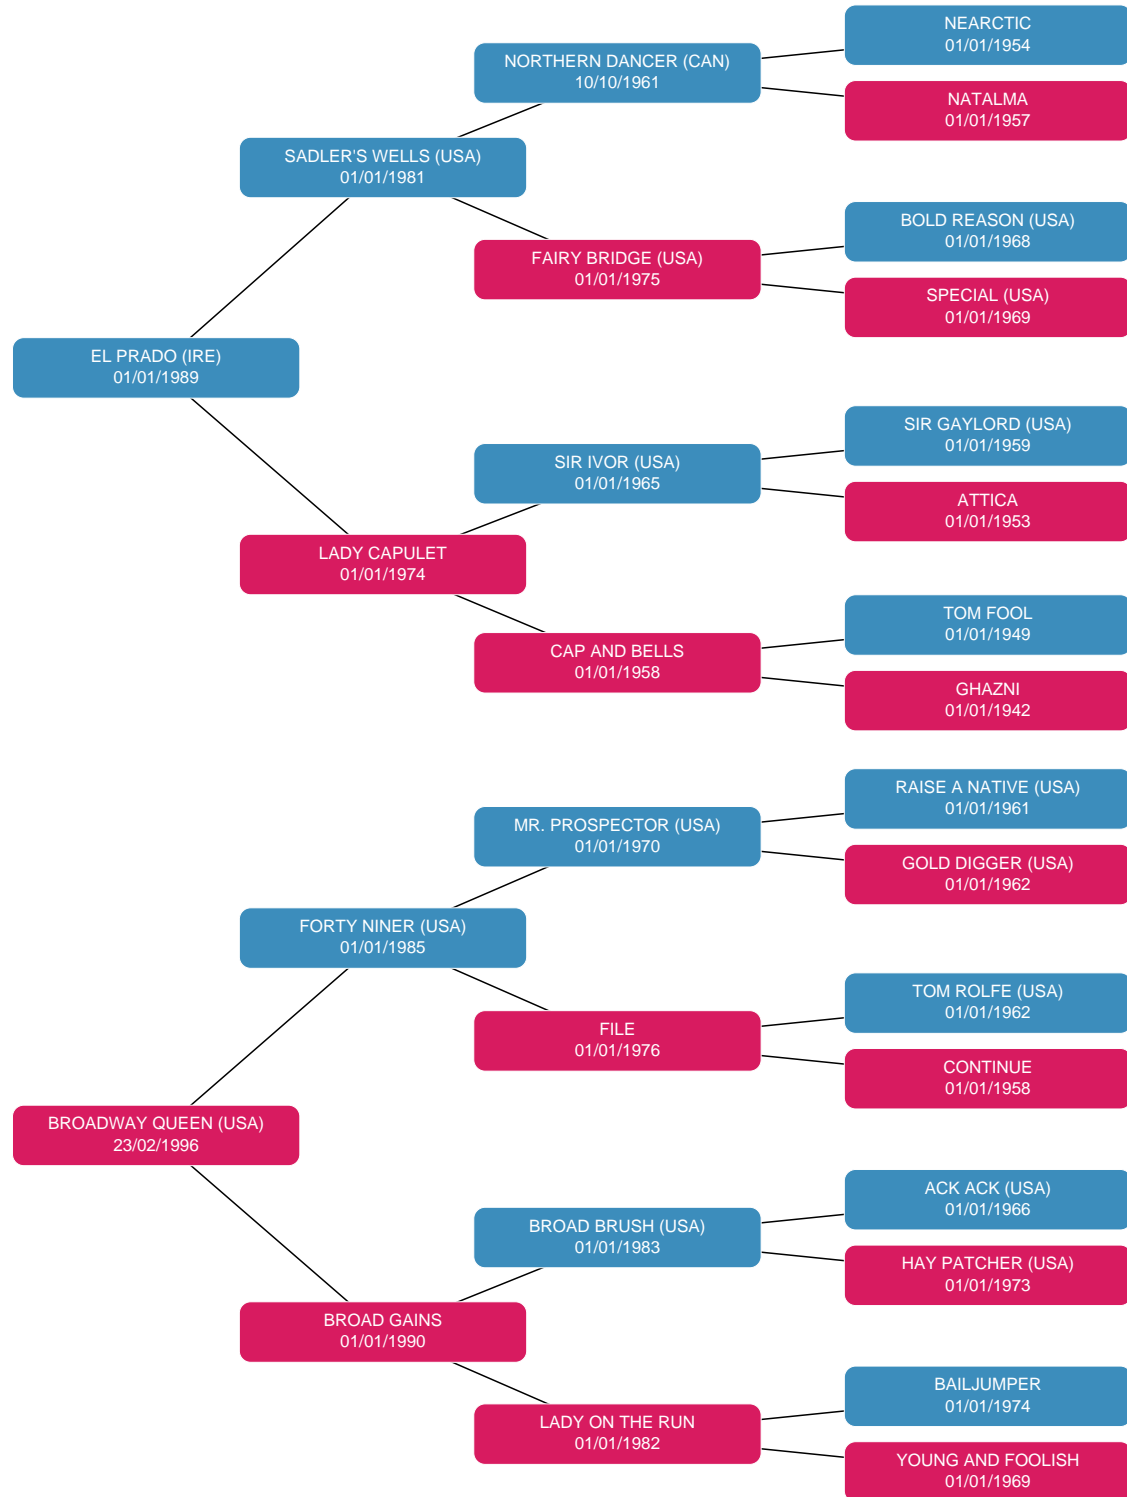 NEARCTIC
01/01/1954
NORTHERN DANCER (CAN)
10/10/1961
NATALMA
01/01/1957
SADLER'S WELLS (USA)
01/01/1981
BOLD REASON (USA)
01/01/1968
FAIRY BRIDGE (USA)
01/01/1975
SPECIAL (USA)
01/01/1969
EL PRADO (IRE)
01/01/1989
SIR GAYLORD (USA)
01/01/1959
SIR IVOR (USA)
01/01/1965
ATTICA
01/01/1953
LADY CAPULET
01/01/1974
TOM FOOL
01/01/1949
CAP AND BELLS
01/01/1958
GHAZNI
01/01/1942
RAISE A NATIVE (USA)
01/01/1961
MR. PROSPECTOR (USA)
01/01/1970
GOLD DIGGER (USA)
01/01/1962
FORTY NINER (USA)
01/01/1985
TOM ROLFE (USA)
01/01/1962
FILE
01/01/1976
CONTINUE
01/01/1958
BROADWAY QUEEN (USA)
23/02/1996
ACK ACK (USA)
01/01/1966
BROAD BRUSH (USA)
01/01/1983
HAY PATCHER (USA)
01/01/1973
BROAD GAINS
01/01/1990
BAILJUMPER
01/01/1974
LADY ON THE RUN
01/01/1982
YOUNG AND FOOLISH
01/01/1969